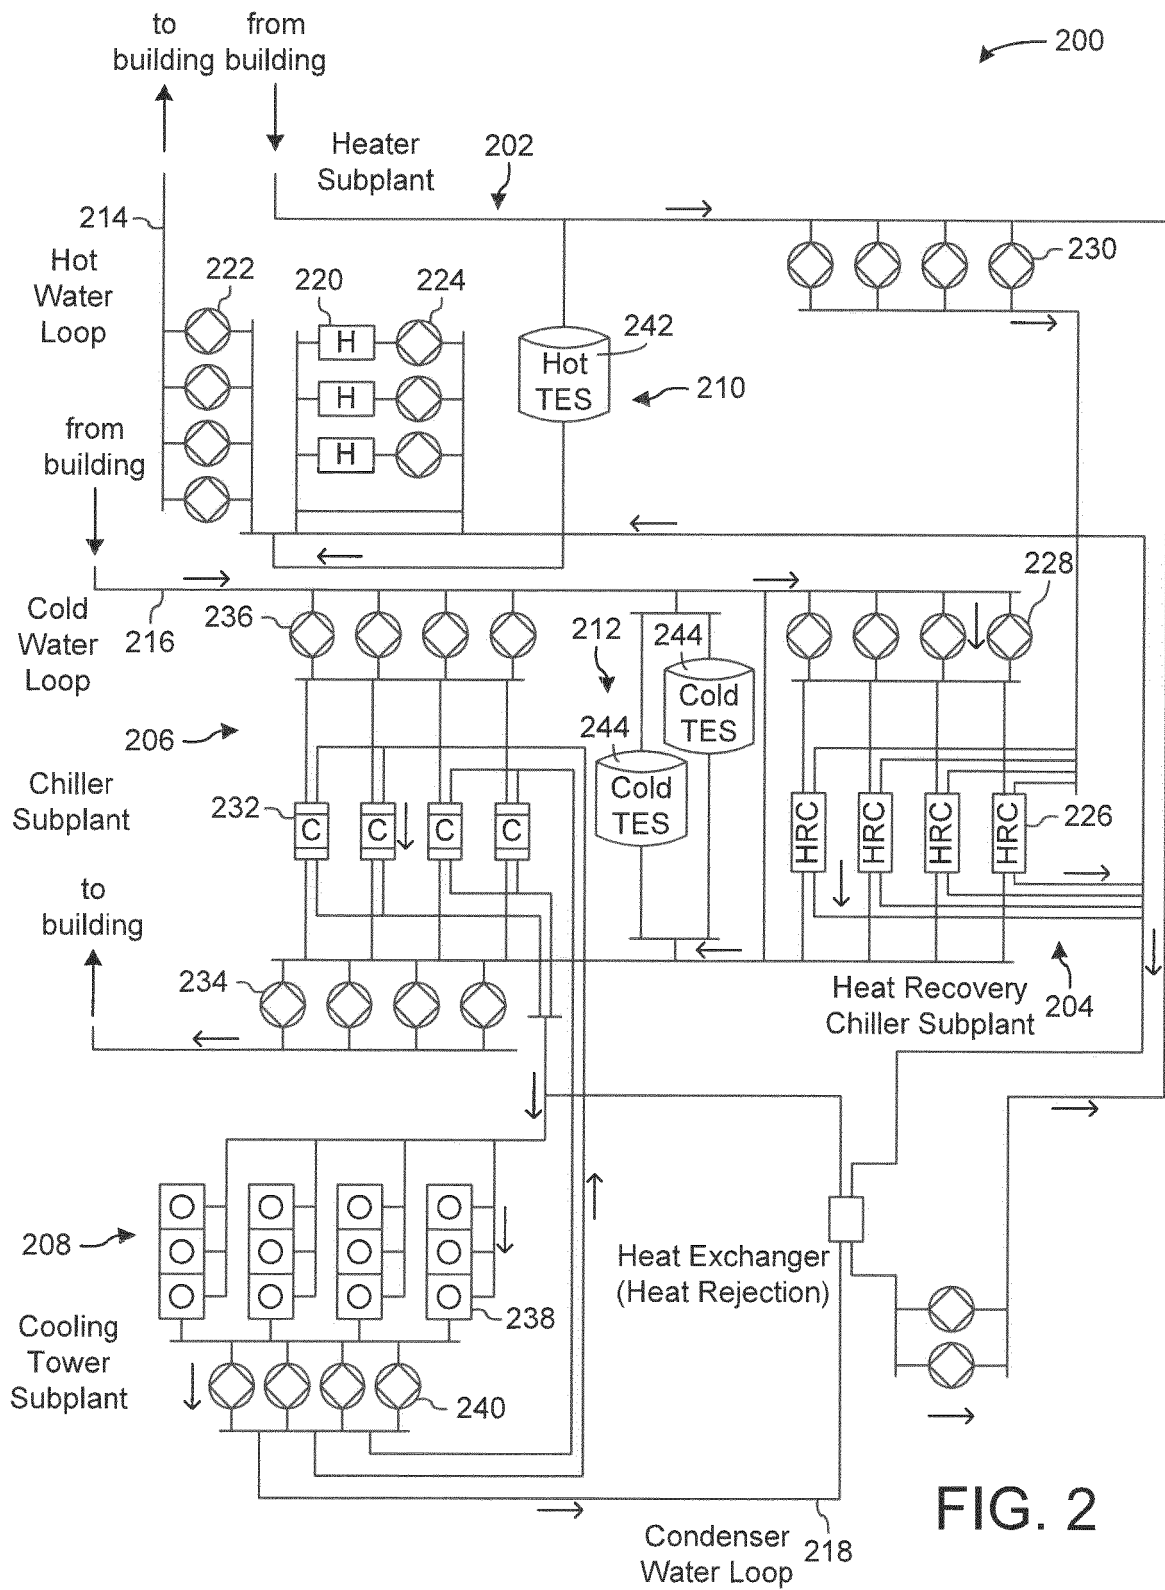 to
building
from
building
200
Heater
Subplant
202
214
Hot
Water
Loop
222
220
224
H
H
H
Hot
TES
242
210
230
from
building
Cold
Water
Loop
216
236
212
244
Cold
TES
244
Cold
TES
228
206
Chiller
Subplant
232
C
C
C
C
HRC
HRC
HRC
HRC
226
to
building
234
Heat Recovery
Chiller Subplant
204
208
Cooling
Tower
Subplant
238
240
Heat Exchanger
(Heat Rejection)
Condenser
Water Loop
218
FIG. 2